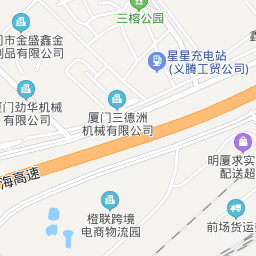 三榕公园
门市金盛鑫金
制品有限公司
星星充电站
(义腾工贸公司)
厦门劲华机械
有限公司
厦门三德洲
机械有限公司
明厦求实
配送超
海高速
橙联跨境
电商物流园
前场货运